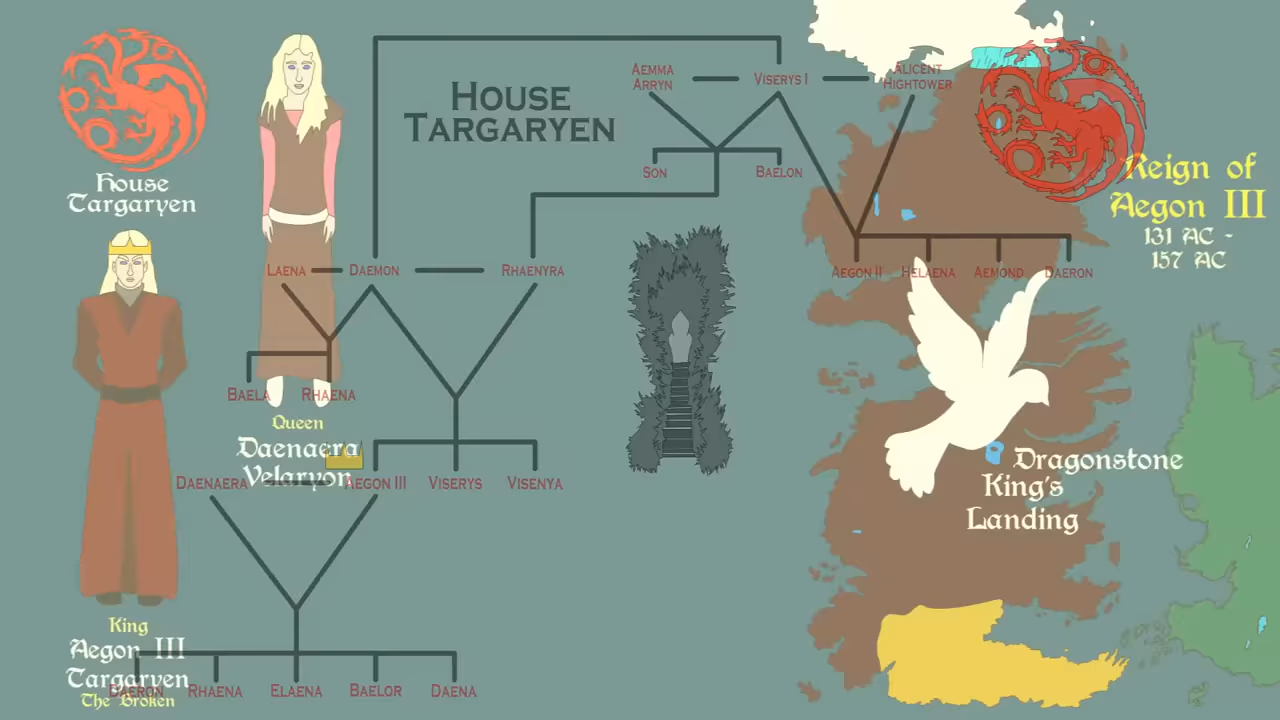 House
Targaryen
House
Targaryen
Aemma
Arryn
Viserys I
Alicent
Hightower
Son
Baelon
Reign of
Aegon III
131 AC -
157 AC
Laena
Daemon
Rhaenyra
Aegon II
Helaena
Aemond
Daeron
Baela
Rhaena
Queen
Daenaera
Velaryon
Daenaera
Aegon III
Viserys
Visenya
Dragonstone
King's
Landing
King
Aegon III
Targaryen
The Broken
Daeron
Rhaena
Elaena
Baelor
Daena